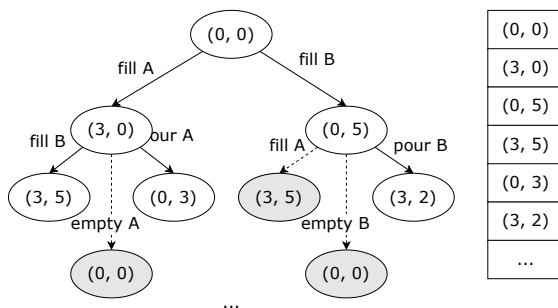 (0, 0)
fill A
fill B
(3, 0)
(0, 5)
fill B
our A
fill A
pour B
(3, 5)
(0, 3)
(3, 5)
(3, 2)
empty A
empty B
(0, 0)
(0, 0)
...
(0, 0)
(3, 0)
(0, 5)
(3, 5)
(0, 3)
(3, 2)
...